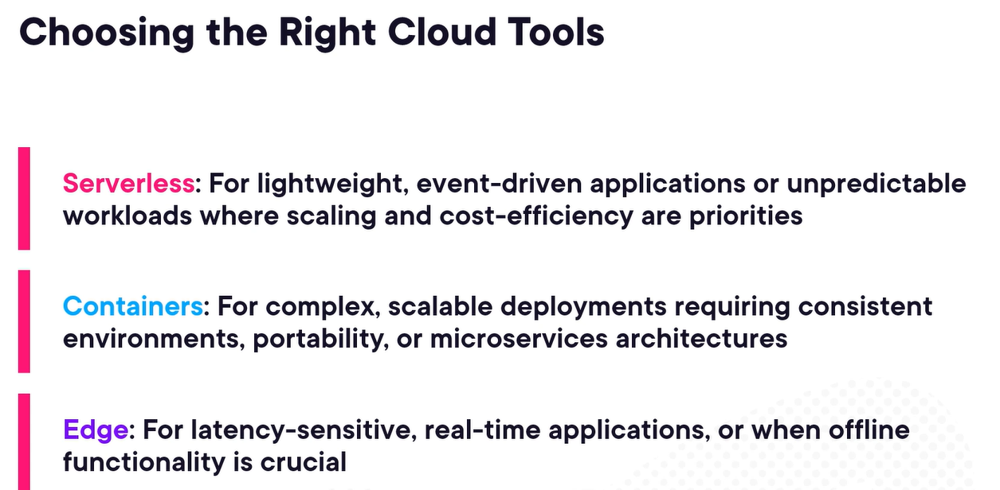 Choosing the Right Cloud Tools
Serverless: For lightweight, event-driven applications or unpredictable
workloads where scaling and cost-efficiency are priorities
Containers: For complex, scalable deployments requiring consistent
environments, portability, or microservices architectures
Edge: For latency-sensitive, real-time applications, or when offline
functionality is crucial